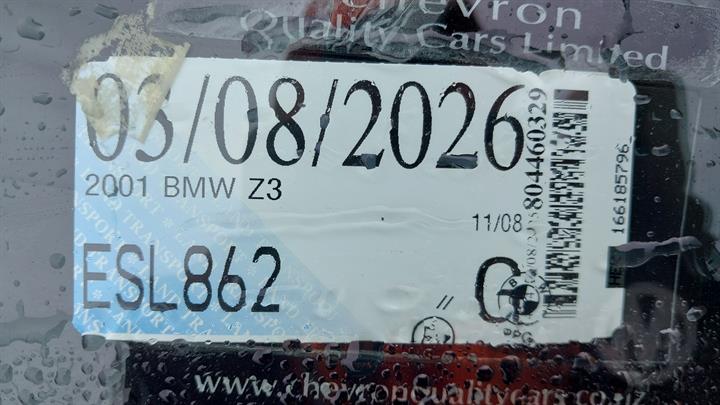 Chevron
Quality Cars Limited
03/08/2026
2001 BMW Z3
11/08
ESL862
C
804460329
166185796
www.chevronqualitycars.co.nz